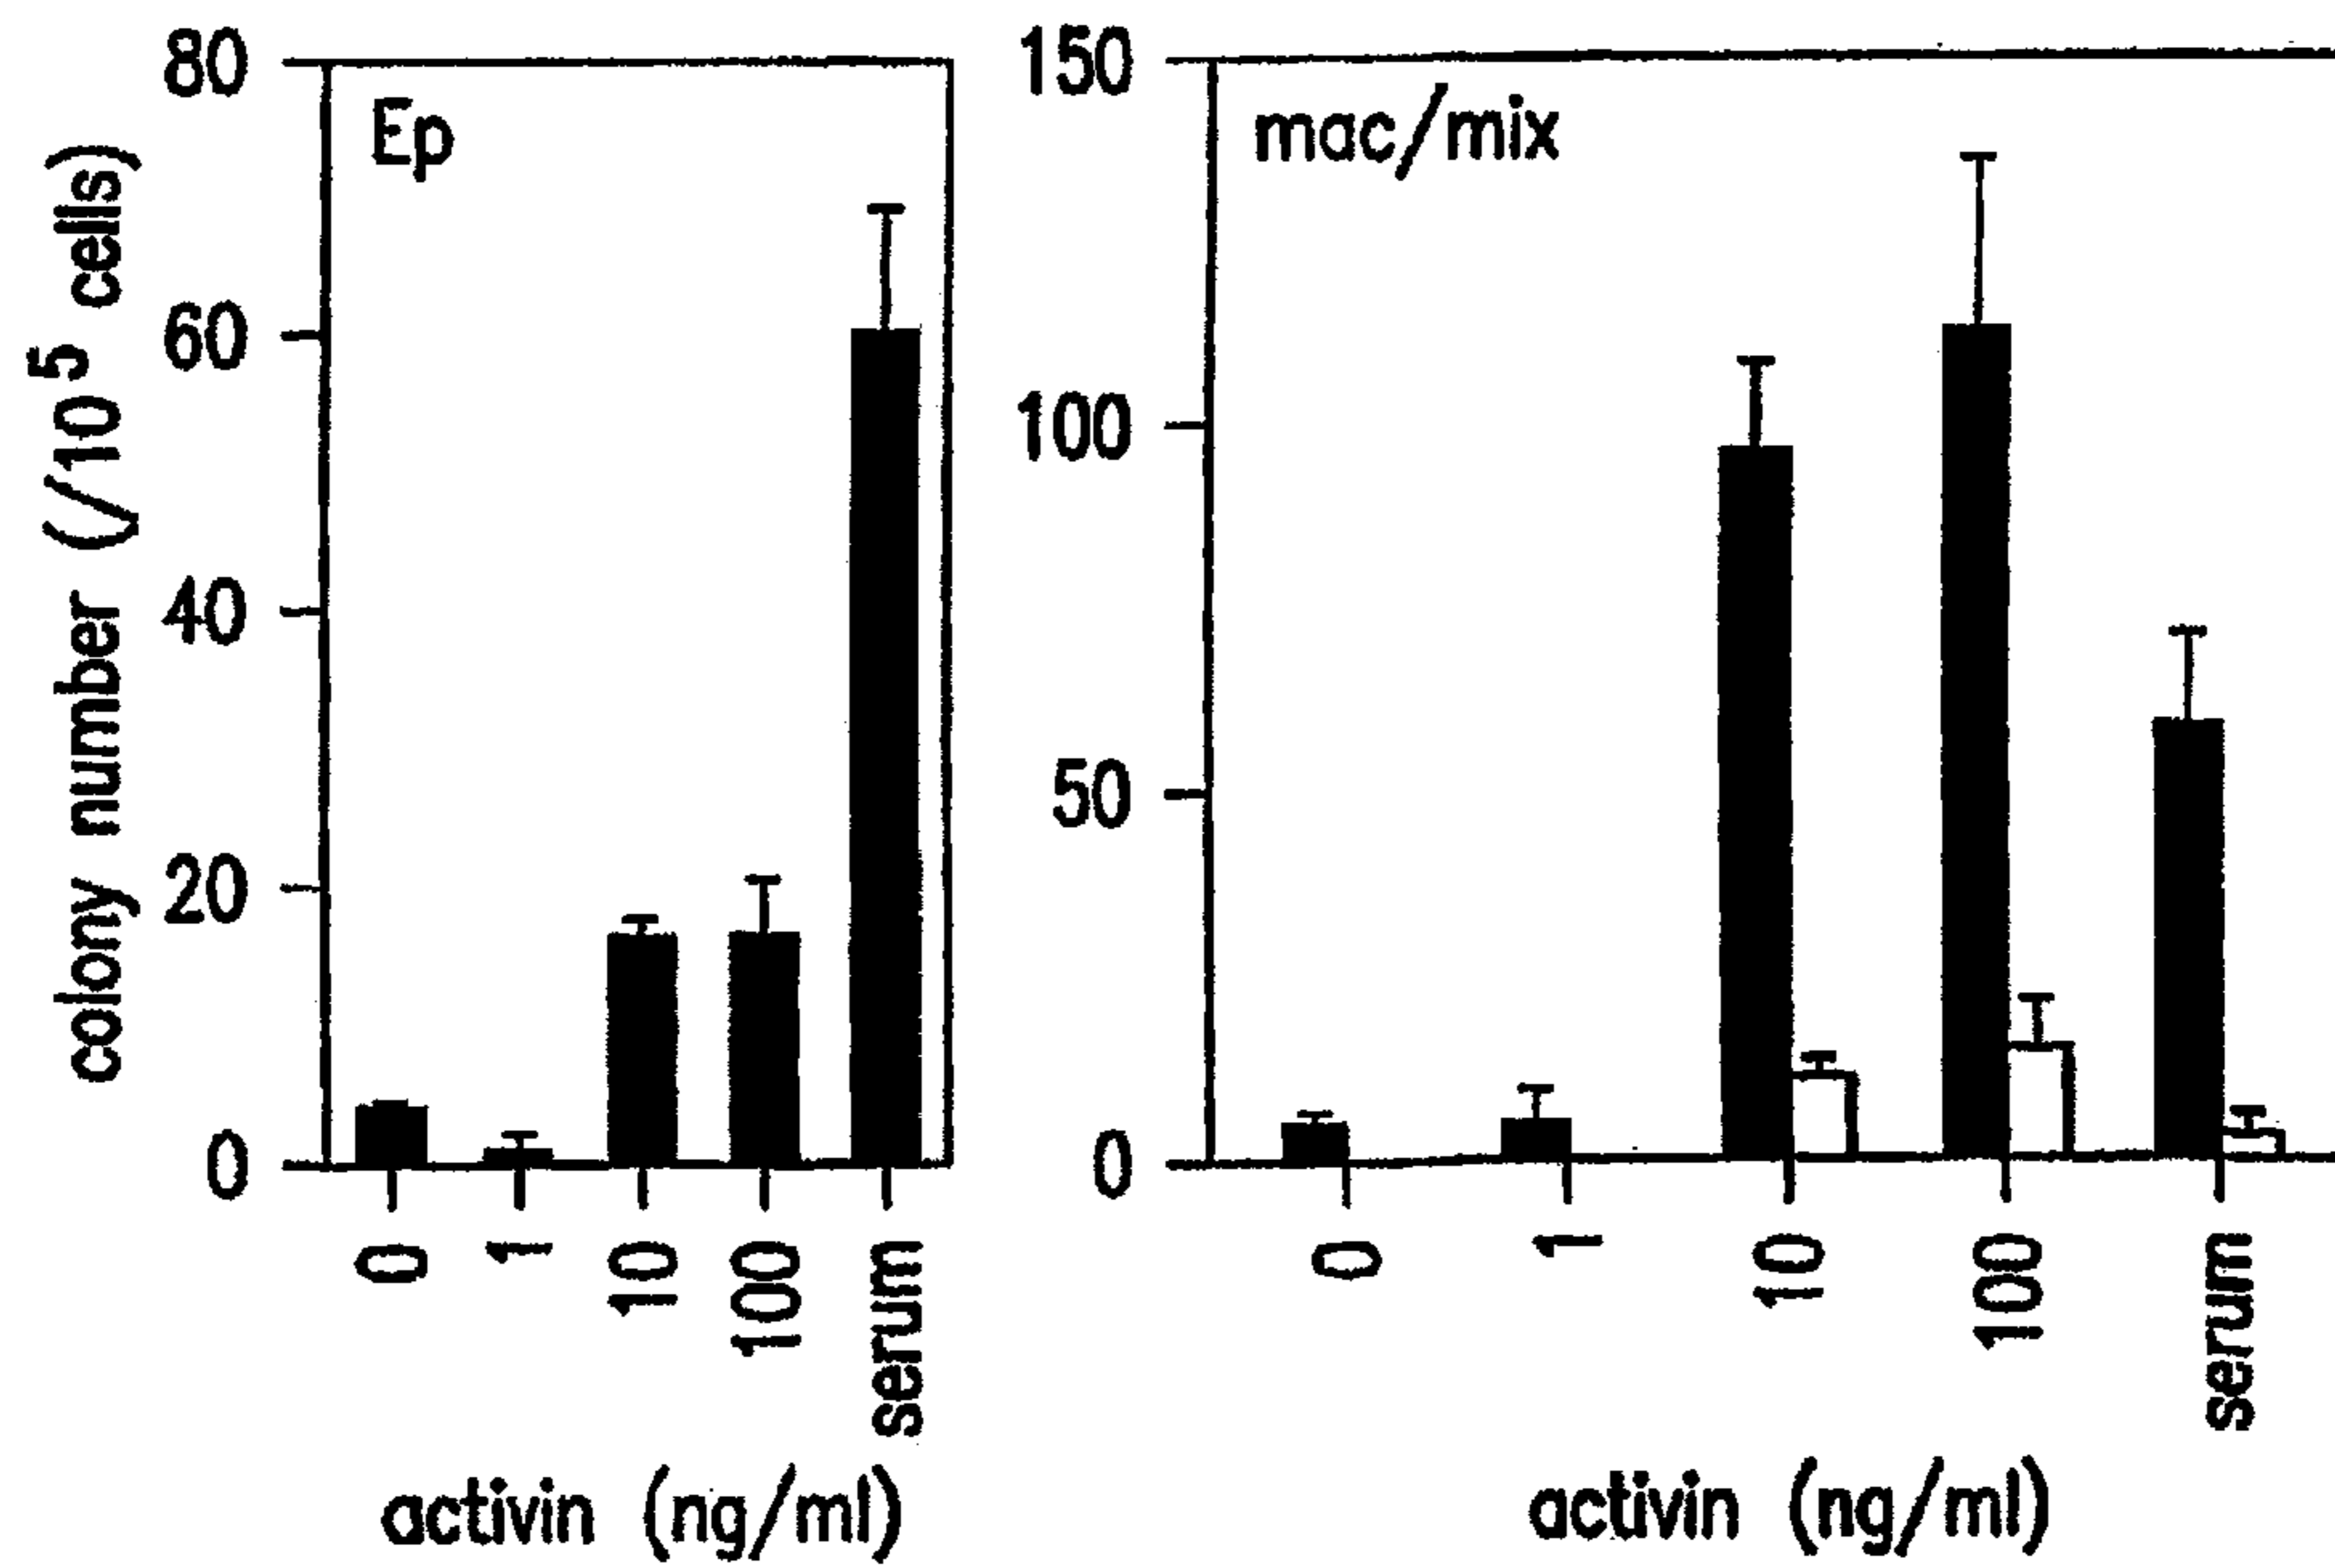 colony number (/10⁵ cells)
80
60
40
20
0
Ep
0
1
10
100
serum
activin (ng/ml)
150
100
50
0
mac/mix
0
1
10
100
serum
activin (ng/ml)